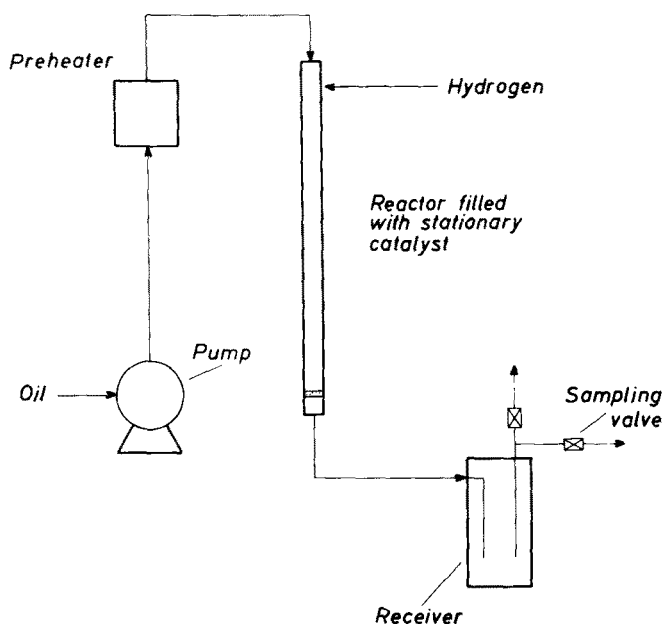 Preheater
Hydrogen
Reactor filled
with stationary
catalyst
Pump
Oil
Sampling
valve
Receiver